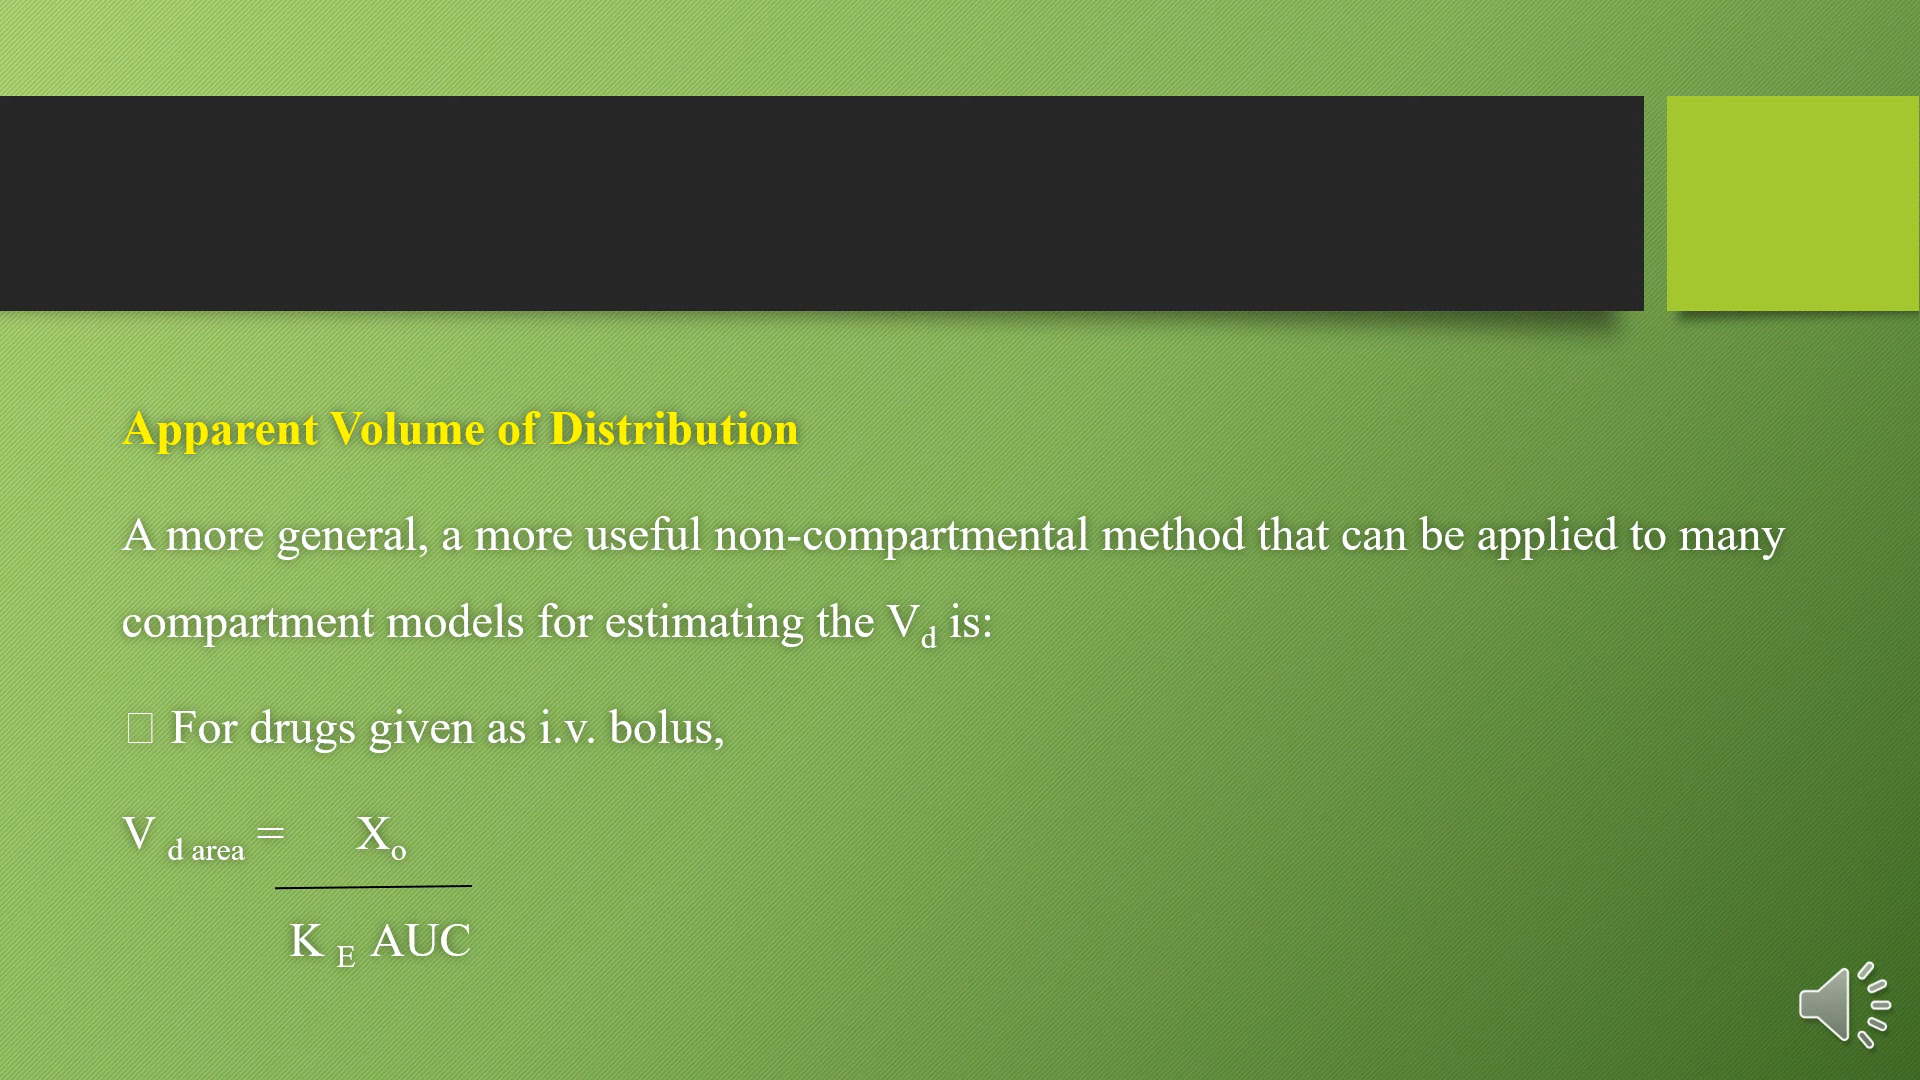 Apparent Volume of Distribution
A more general, a more useful non-compartmental method that can be applied to many
compartment models for estimating the Vd is:
□ For drugs given as i.v. bolus,
V d area = Xo
K E AUC